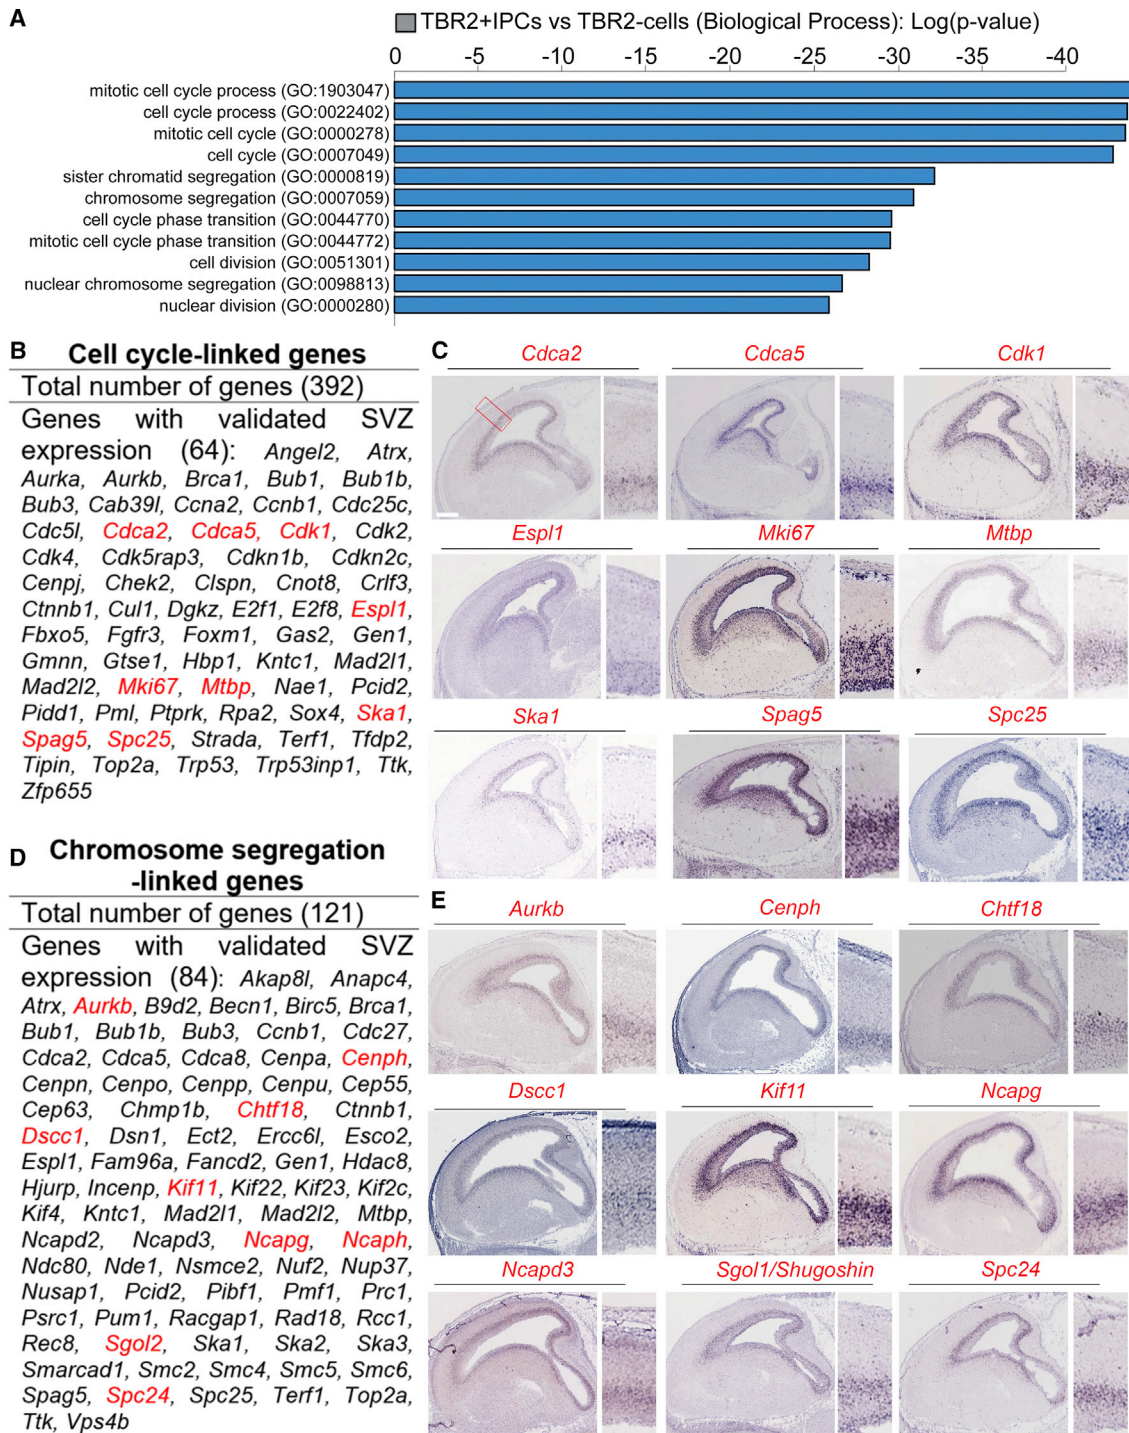 A
TBR2+IPCs vs TBR2-cells (Biological Process): Log(p-value)
0 -5 -10 -15 -20 -25 -30 -35 -40
mitotic cell cycle process (GO:1903047)
cell cycle process (GO:0022402)
mitotic cell cycle (GO:0000278)
cell cycle (GO:0007049)
sister chromatid segregation (GO:0000819)
chromosome segregation (GO:0007059)
cell cycle phase transition (GO:0044770)
mitotic cell cycle phase transition (GO:0044772)
cell division (GO:0051301)
nuclear chromosome segregation (GO:0098813)
nuclear division (GO:0000280)
B
Cell cycle-linked genes
Total number of genes (392)
Genes with validated SVZ
expression (64): Angel2, Atrx,
Aurka, Aurkb, Brca1, Bub1, Bub1b,
Bub3, Cab39l, Ccna2, Ccnb1, Cdc25c,
Cdc5l, Cdca2, Cdca5, Cdk1, Cdk2,
Cdk4, Cdk5rap3, Cdkn1b, Cdkn2c,
Cenpj, Chek2, Clspn, Cnot8, Crlf3,
Ctnnb1, Cul1, Dgkz, E2f1, E2f8, Espl1,
Fbxo5, Fgfr3, Foxm1, Gas2, Gen1,
Gmnn, Gtse1, Hbp1, Kntc1, Mad2l1,
Mad2l2, Mki67, Mtbp, Nae1, Pcid2,
Pidd1, Pml, Ptprk, Rpa2, Sox4, Ska1,
Spag5, Spc25, Strada, Terf1, Tfdp2,
Tipin, Top2a, Trp53, Trp53inp1, Ttk,
Zfp655
C
Cdca2 Cdca5 Cdk1
Espl1 Mki67 Mtbp
Ska1 Spag5 Spc25
D
Chromosome segregation
-linked genes
Total number of genes (121)
Genes with validated SVZ
expression (84): Akap8l, Anapc4,
Atrx, Aurkb, B9d2, Becn1, Birc5, Brca1,
Bub1, Bub1b, Bub3, Ccnb1, Cdc27,
Cdca2, Cdca5, Cdca8, Cenpa, Cenph,
Cenpn, Cenpo, Cenpp, Cenpu, Cep55,
Cep63, Chmp1b, Chtf18, Ctnnb1,
Dscc1, Dsn1, Ect2, Ercc6l, Esco2,
Espl1, Fam96a, Fancd2, Gen1, Hdac8,
Hjurp, Incenp, Kif11, Kif22, Kif23, Kif2c,
Kif4, Kntc1, Mad2l1, Mad2l2, Mtbp,
Ncapd2, Ncapd3, Ncapg, Ncaph,
Ndc80, Nde1, Nsmce2, Nuf2, Nup37,
Nusap1, Pcid2, Pibf1, Pmf1, Prc1,
Psrc1, Pum1, Racgap1, Rad18, Rcc1,
Rec8, Sgol2, Ska1, Ska2, Ska3,
Smarcad1, Smc2, Smc4, Smc5, Smc6,
Spag5, Spc24, Spc25, Terf1, Top2a,
Ttk, Vps4b
E
Aurkb Cenph Chtf18
Dscc1 Kif11 Ncapg
Ncapd3 Sgol1/Shugoshin Spc24